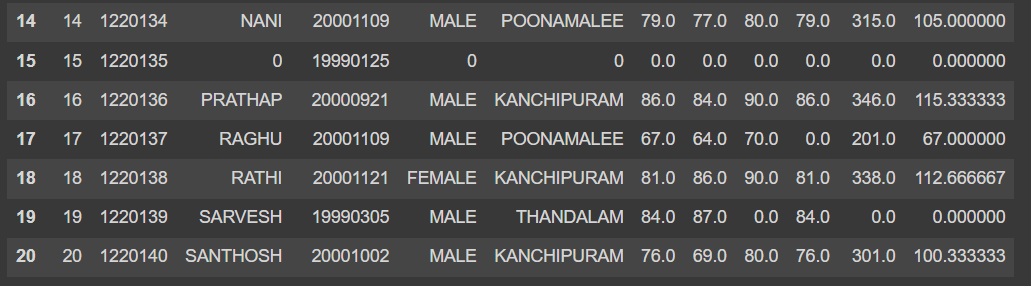 14 14 1220134 NANI 20001109 MALE POONAMALEE 79.0 77.0 80.0 79.0 315.0 105.000000
15 15 1220135 0 19990125 0 0 0.0 0.0 0.0 0.0 0.0 0.000000
16 16 1220136 PRATHAP 20000921 MALE KANCHIPURAM 86.0 84.0 90.0 86.0 346.0 115.333333
17 17 1220137 RAGHU 20001109 MALE POONAMALEE 67.0 64.0 70.0 0.0 201.0 67.000000
18 18 1220138 RATHI 20001121 FEMALE KANCHIPURAM 81.0 86.0 90.0 81.0 338.0 112.666667
19 19 1220139 SARVESH 19990305 MALE THANDALAM 84.0 87.0 0.0 84.0 0.0 0.000000
20 20 1220140 SANTHOSH 20001002 MALE KANCHIPURAM 76.0 69.0 80.0 76.0 301.0 100.333333